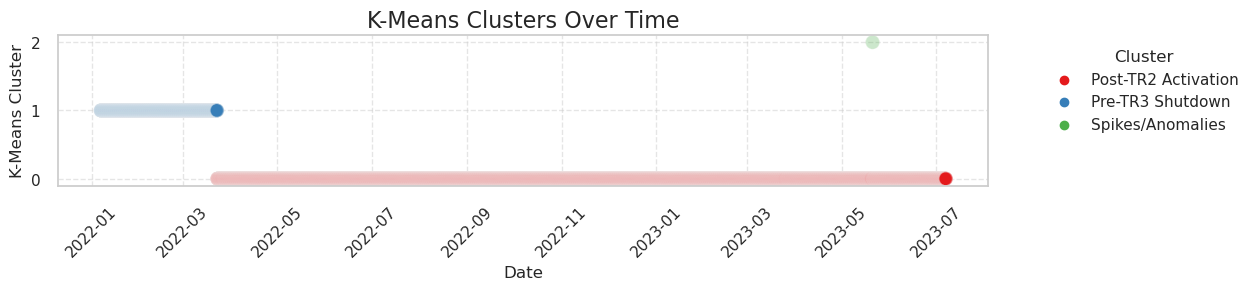 K-Means Clusters Over Time
K-Means Cluster
2
1
0
2022-01
2022-03
2022-05
2022-07
2022-09
2022-11
2023-01
2023-03
2023-05
2023-07
Date
Cluster
Post-TR2 Activation
Pre-TR3 Shutdown
Spikes/Anomalies